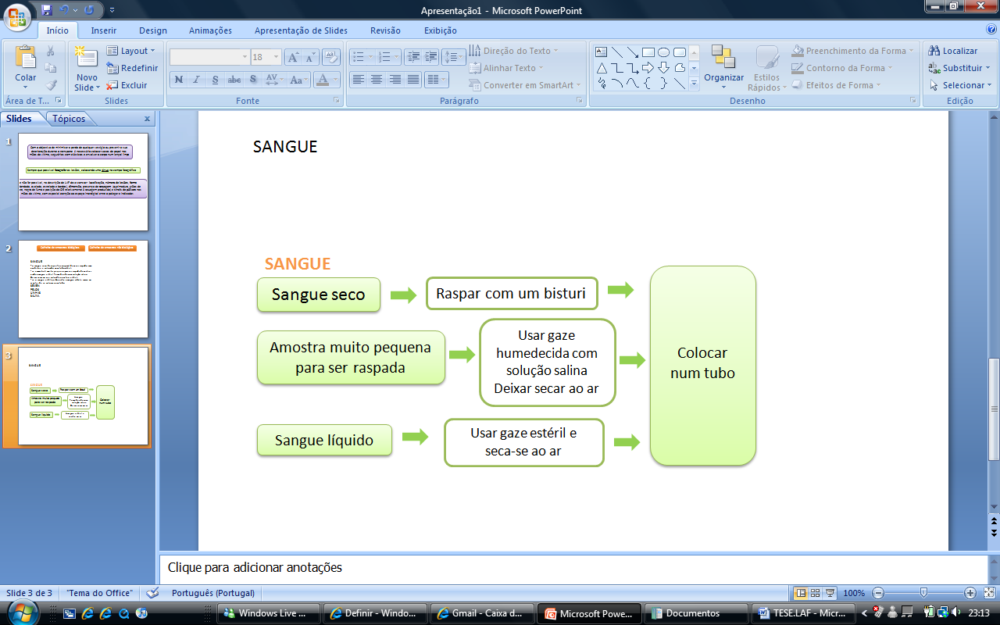 Apresentação1 - Microsoft PowerPoint
Início Inserir Design Animações Apresentação de Slides Revisão Exibição
Colar
Área de T...
Novo Slide
Layout
Redefinir
Excluir
Slides
18
N I S abc S AV Aa A
Fonte
Direção do Texto
Alinhar Texto
Converter em SmartArt
Parágrafo
Organizar
Estilos Rápidos
Preenchimento da Forma
Contorno da Forma
Efeitos de Forma
Desenho
Localizar
Substituir
Selecionar
Edição
Slides Tópicos x
1
2
3
SANGUE
SANGUE
Sangue seco
Raspar com um bisturi
Amostra muito pequena
para ser raspada
Usar gaze
humedecida com
solução salina
Deixar secar ao ar
Sangue líquido
Usar gaze estéril e
seca-se ao ar
Colocar
num tubo
Clique para adicionar anotações
Slide 3 de 3 "Tema do Office" Português (Portugal) 100%
Windows Live ... Definir - Windo... Gmail - Caixa d... Microsoft Powe... Documentos TESE.LAF - Micr... 23:13